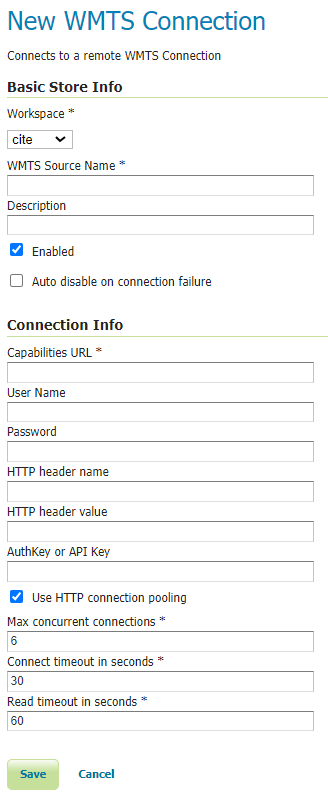 New WMTS Connection
Connects to a remote WMTS Connection
Basic Store Info
Workspace *
cite
WMTS Source Name *
Description
Enabled
Auto disable on connection failure
Connection Info
Capabilities URL *
User Name
Password
HTTP header name
HTTP header value
AuthKey or API Key
Use HTTP connection pooling
Max concurrent connections *
6
Connect timeout in seconds *
30
Read timeout in seconds *
60
Save Cancel